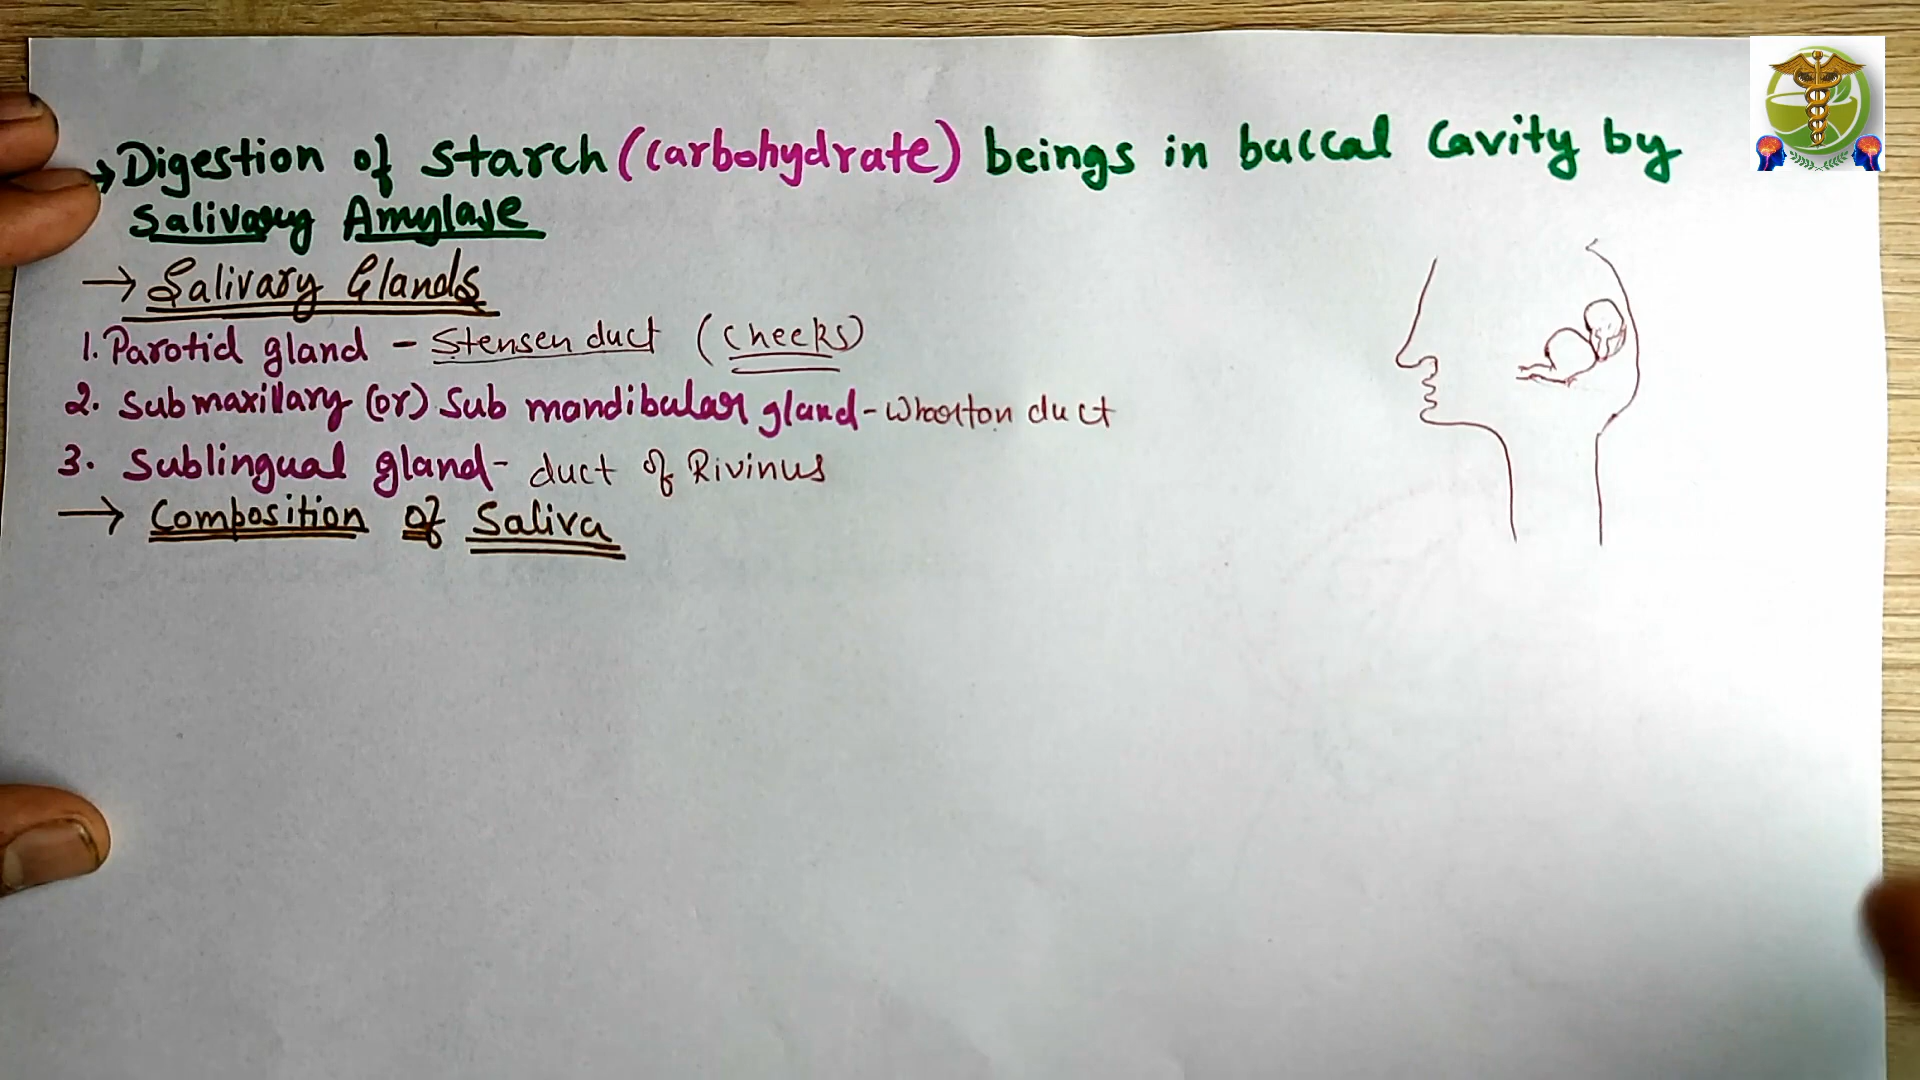 → Digestion of starch (carbohydrate) beings in buccal cavity by
Salivary Amylase
→ Salivary Glands
1. Parotid gland - Stensen duct (cheeks)
2. Submaxillary (or) Sub mandibular gland - Wharton duct
3. Sublingual gland - duct of Rivinus
→ Composition of Saliva